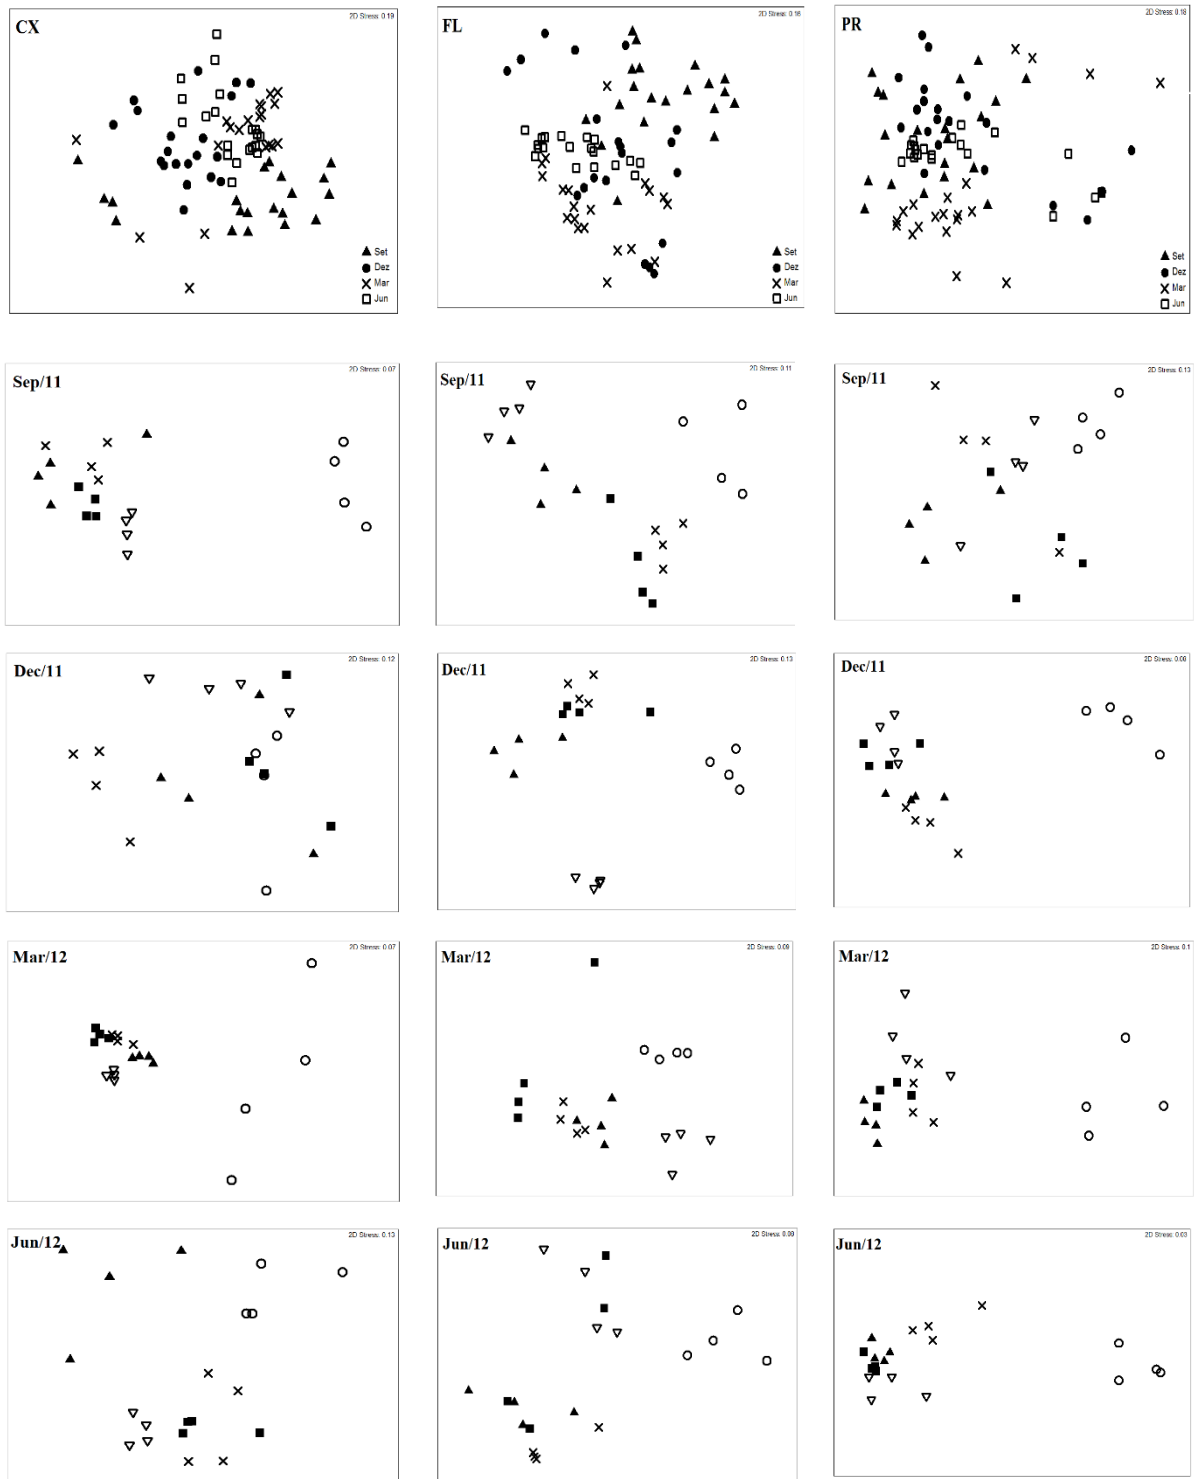 CX
2D Stress: 0.19
Set
Dez
Mar
Jun
FL
2D Stress: 0.16
Set
Dez
Mar
Jun
PR
2D Stress: 0.18
Set
Dez
Mar
Jun
Sep/11
2D Stress: 0.07
Sep/11
2D Stress: 0.11
Sep/11
2D Stress: 0.13
Dec/11
2D Stress: 0.12
Dec/11
2D Stress: 0.13
Dec/11
2D Stress:
Mar/12
2D Stress: 0.07
Mar/12
2D Stress: 0.09
Mar/12
2D Stress: 0.1
Jun/12
2D Stress: 0.13
Jun/12
2D Stress:
Jun/12
2D Stress: 0.03